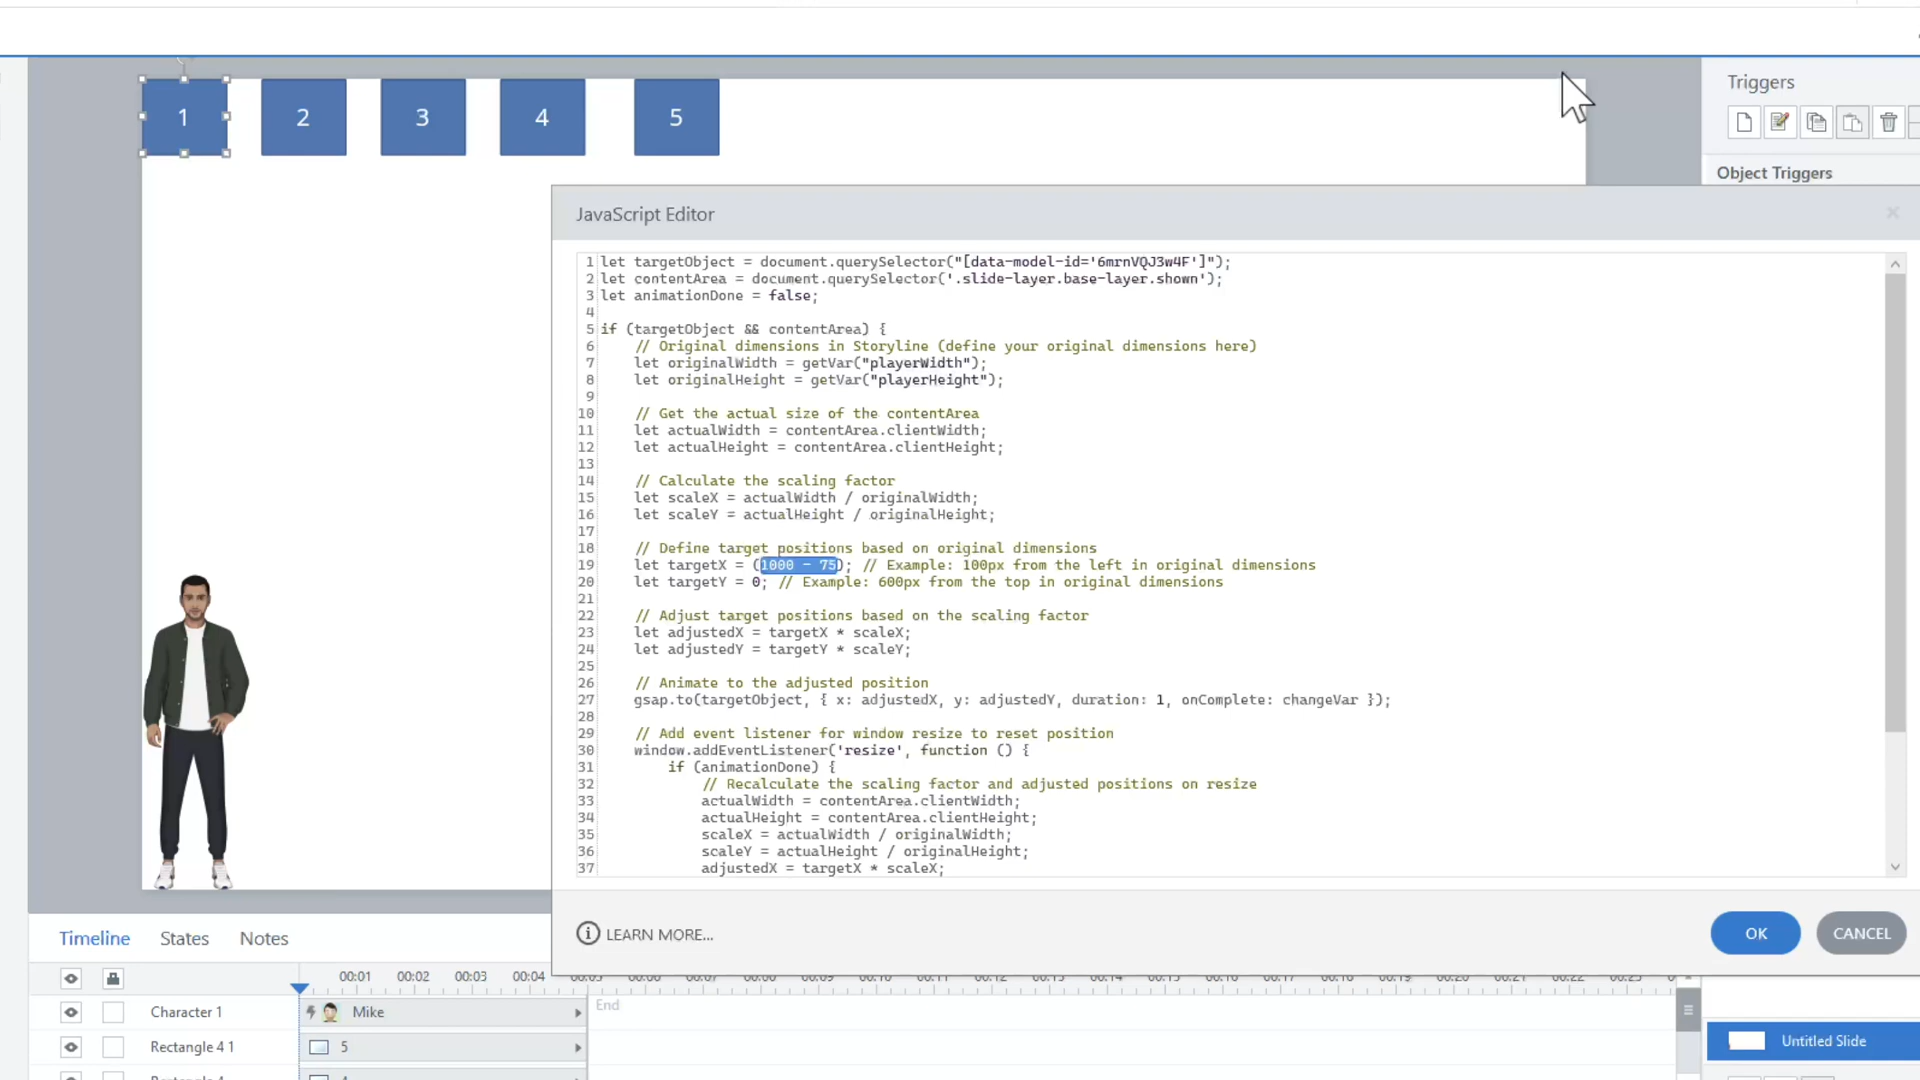 1
2
3
4
5
Triggers
Object Triggers
JavaScript Editor
1 let targetObject = document.querySelector("[data-model-id='6mrnVQJ3w4F']");
2 let contentArea = document.querySelector('.slide-layer.base-layer.shown');
3 let animationDone = false;
4
5 if (targetObject && contentArea) {
6 // Original dimensions in Storyline (define your original dimensions here)
7 let originalWidth = getVar("playerWidth");
8 let originalHeight = getVar("playerHeight");
9
10 // Get the actual size of the contentArea
11 let actualWidth = contentArea.clientWidth;
12 let actualHeight = contentArea.clientHeight;
13
14 // Calculate the scaling factor
15 let scaleX = actualWidth / originalWidth;
16 let scaleY = actualHeight / originalHeight;
17
18 // Define target positions based on original dimensions
19 let targetX = (1000 - 75); // Example: 100px from the left in original dimensions
20 let targetY = 0; // Example: 600px from the top in original dimensions
21
22 // Adjust target positions based on the scaling factor
23 let adjustedX = targetX * scaleX;
24 let adjustedY = targetY * scaleY;
25
26 // Animate to the adjusted position
27 gsap.to(targetObject, { x: adjustedX, y: adjustedY, duration: 1, onComplete: changeVar });
28
29 // Add event listener for window resize to reset position
30 window.addEventListener('resize', function () {
31 if (animationDone) {
32 // Recalculate the scaling factor and adjusted positions on resize
33 actualWidth = contentArea.clientWidth;
34 actualHeight = contentArea.clientHeight;
35 scaleX = actualWidth / originalWidth;
36 scaleY = actualHeight / originalHeight;
37 adjustedX = targetX * scaleX;
LEARN MORE...
OK
CANCEL
Timeline
States
Notes
00:01 00:02 00:03 00:04
Character 1
Mike
End
Rectangle 4 1
5
Untitled Slide